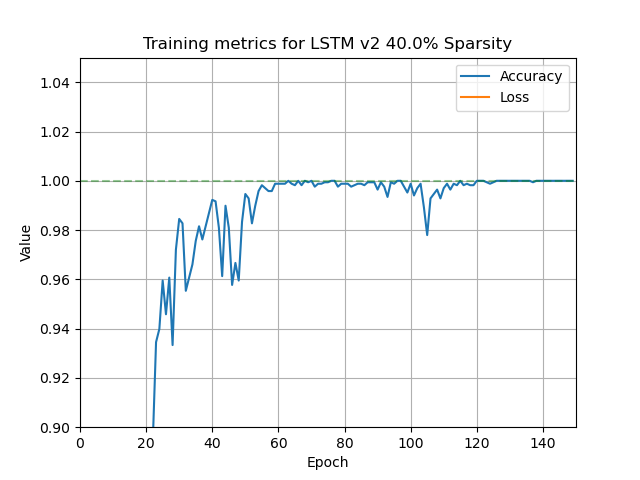 Training metrics for LSTM v2 40.0% Sparsity
Accuracy
Loss
1.04
1.02
1.00
0.98
0.96
0.94
0.92
0.90
Value
0 20 40 60 80 100 120 140
Epoch